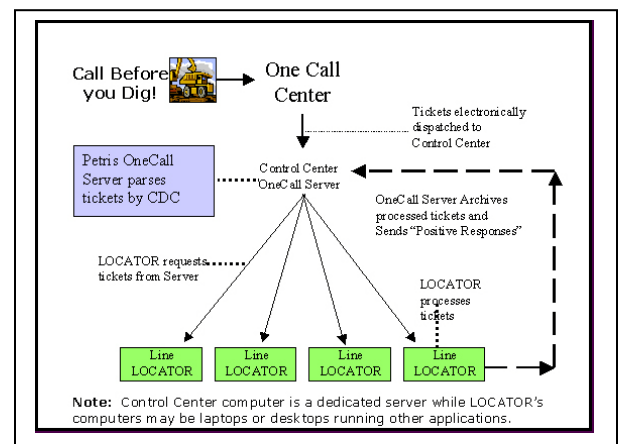 Call Before
you Dig!
One Call
Center
Tickets electronically
dispatched to
Control Center
Petris OneCall
Server parses
tickets by CDC
Control Center
OneCall Server
OneCall Server Archives
processed tickets and
Sends “Positive Responses”
LOCATOR requests
tickets from Server
LOCATOR
processes
tickets
Line
LOCATOR
Line
LOCATOR
Line
LOCATOR
Line
LOCATOR
Note: Control Center computer is a dedicated server while LOCATOR’s
computers may be laptops or desktops running other applications.